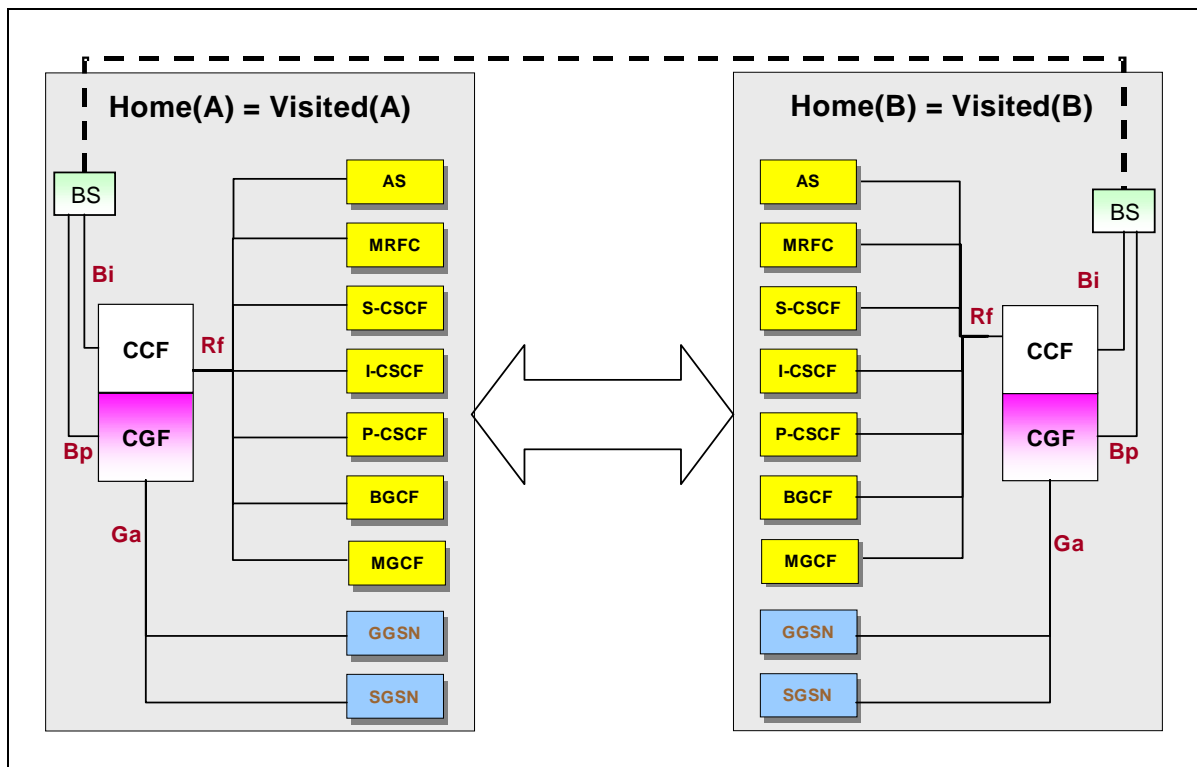 Home(A) = Visited(A)
BS
Bi
CCF
CGF
Bp
Rf
Ga
AS
MRFC
S-CSCF
I-CSCF
P-CSCF
BGCF
MGCF
GGSN
SGSN
Home(B) = Visited(B)
AS
MRFC
S-CSCF
I-CSCF
P-CSCF
BGCF
MGCF
GGSN
SGSN
BS
Bi
Rf
CCF
CGF
Bp
Ga